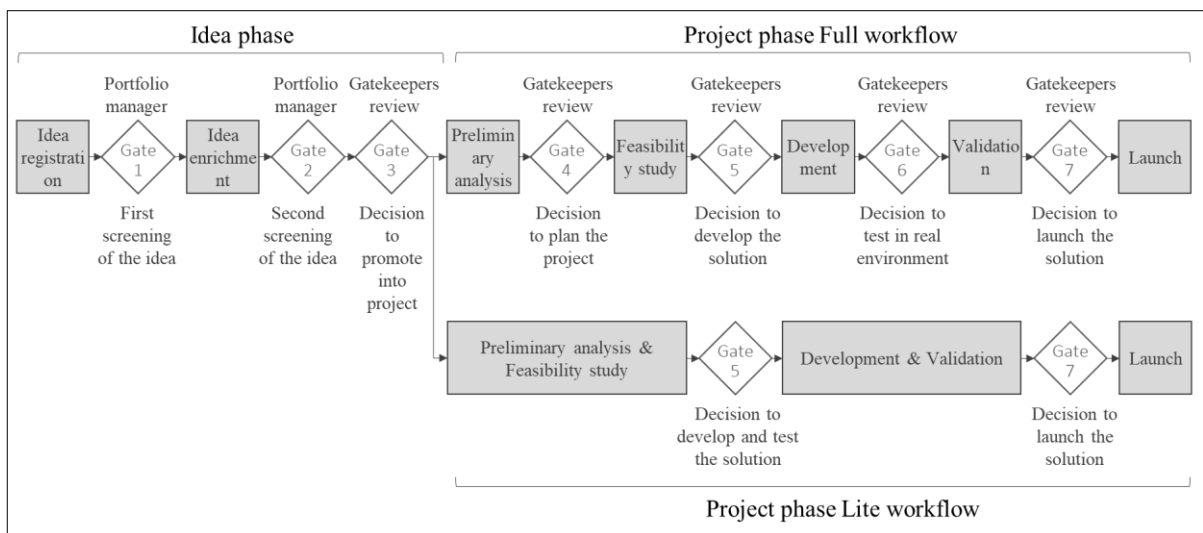 Idea phase
Project phase Full workflow
Portfolio
manager
Portfolio
manager
Gatekeepers
review
Gatekeepers
review
Gatekeepers
review
Gatekeepers
review
Gatekeepers
review
Idea
registrati
on
Gate
1
Idea
enrichme
nt
Gate
2
Gate
3
Prelimin
ary
analysis
Gate
4
Feasibilit
y study
Gate
5
Develop
ment
Gate
6
Validatio
n
Gate
7
Launch
First
screening
of the idea
Second
screening
of the idea
Decision
to
promote
into
project
Decision
to plan the
project
Decision to
develop the
solution
Decision to
test in real
environment
Decision to
launch the
solution
Preliminary analysis &
Feasibility study
Gate
5
Development & Validation
Gate
7
Launch
Decision to
develop and test
the solution
Decision to
launch the
solution
Project phase Lite workflow